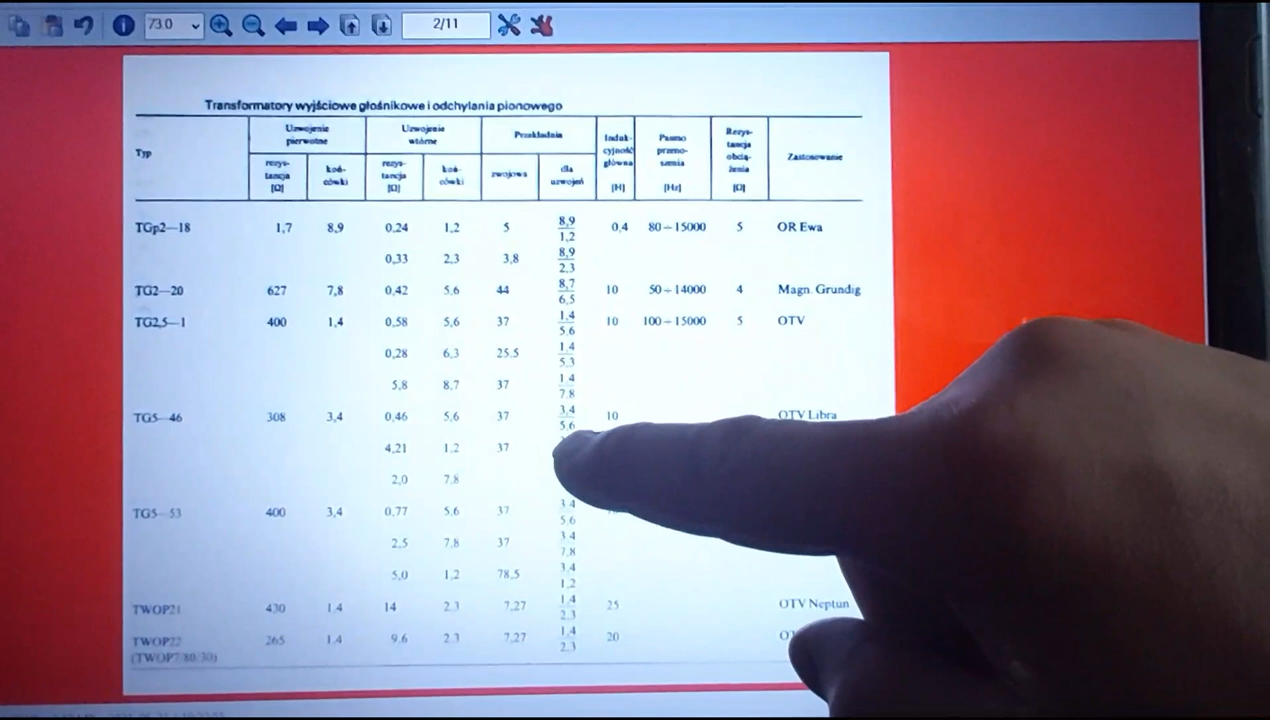 73.0
2/11
Transformatory wyjściowe głośnikowe i odchylania pionowego
Typ Uzwojenie pierwotne Uzwojenie wtórne Przekładnia Induk-cyjność główna [H] Pasmo przeno-szenia [Hz] Rezys-tancja obcią-żenia [Ω] Zastosowanie
rezys-tancja [Ω] koń-cówki rezys-tancja [Ω] koń-cówki zwojowa dla uzwojeń
TGp2—18 1,7 8,9 0,24 1,2 5 8,9/1,2 0,4 80÷15000 5 OR Ewa
0,33 2,3 3,8 8,9/2,3
TG2—20 627 7,8 0,42 5,6 44 8,7/6,5 10 50÷14000 4 Magn. Grundig
TG2,5—1 400 1,4 0,58 5,6 37 1,4/5,6 10 100÷15000 5 OTV
0,28 6,3 25,5 1,4/5,3
5,8 8,7 37 1,4/7,8
TG5—46 308 3,4 0,46 5,6 37 3,4/5,6 10 OTV Libra
4,21 1,2 37
2,0 7,8
TG5—53 400 3,4 0,77 5,6 37 3,4/5,6
2,5 7,8 37 3,4/7,8
5,0 1,2 78,5 3,4/1,2
TWOP21 430 1,4 14 2,3 7,27 1,4/2,3 25 OTV Neptun
TWOP22 265 1,4 9,6 2,3 7,27 1,4/2,3 20
(TWOP7/80/30)